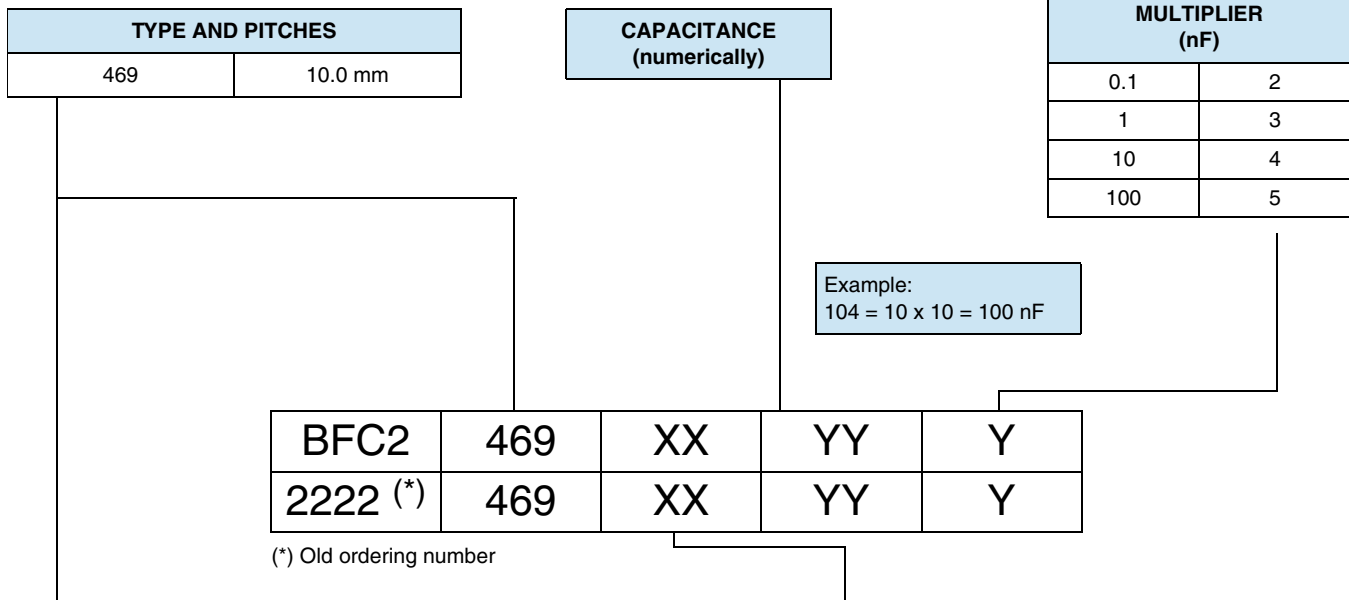 TYPE AND PITCHES
469 10.0 mm
CAPACITANCE
(numerically)
MULTIPLIER
(nF)
0.1 2
1 3
10 4
100 5
Example:
104 = 10 x 10 = 100 nF
BFC2 469 XX YY Y
2222 (*) 469 XX YY Y
(*) Old ordering number